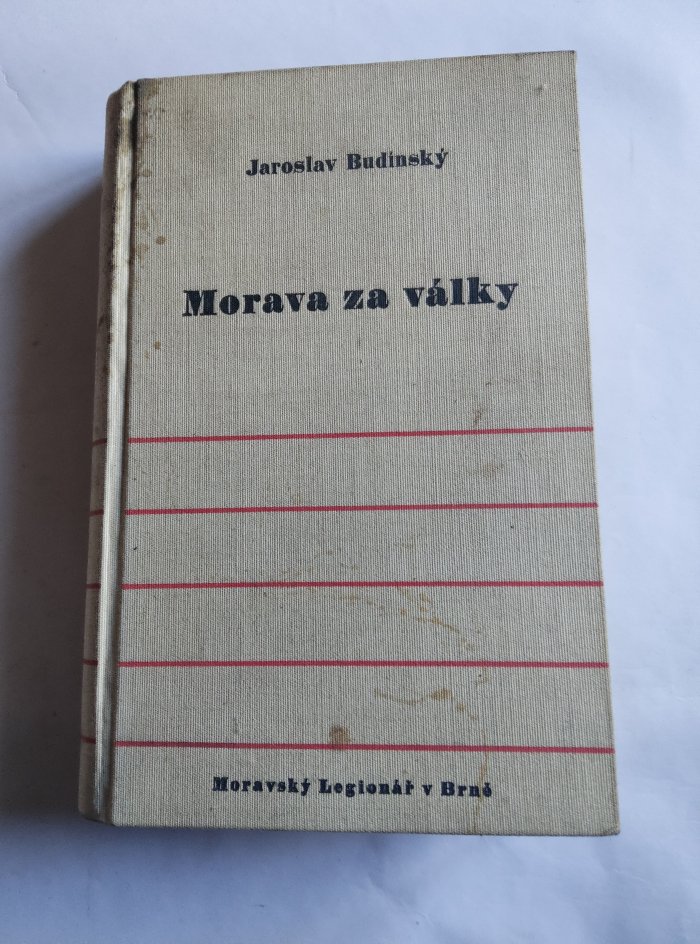 Jaroslav Budínský
Morava za války
Moravský Legionář v Brně